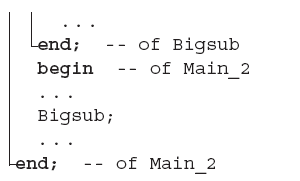 ...
end; -- of Bigsub
begin -- of Main_2
...
Bigsub;
...
end; -- of Main_2